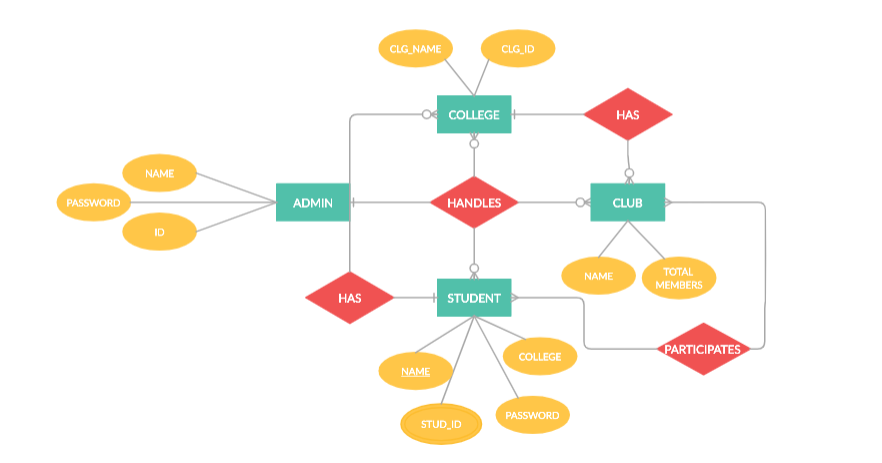 CLG_NAME
CLG_ID
COLLEGE
HAS
NAME
PASSWORD
ID
ADMIN
HANDLES
CLUB
NAME
TOTAL
MEMBERS
HAS
STUDENT
PARTICIPATES
COLLEGE
NAME
PASSWORD
STUD_ID